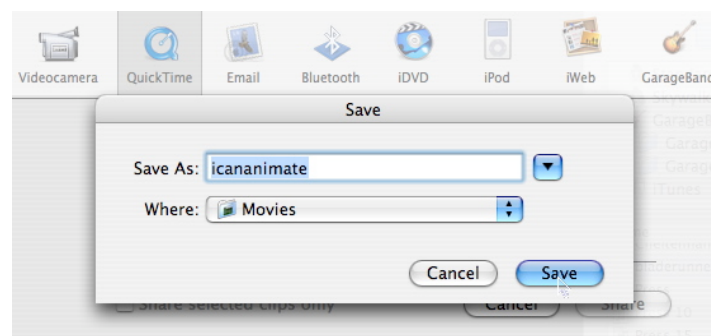 Videocamera QuickTime Email Bluetooth iDVD iPod iWeb GarageBand
Save
Save As: icananimate
Where: Movies
Cancel Save
Share selected clips only Cancel Share